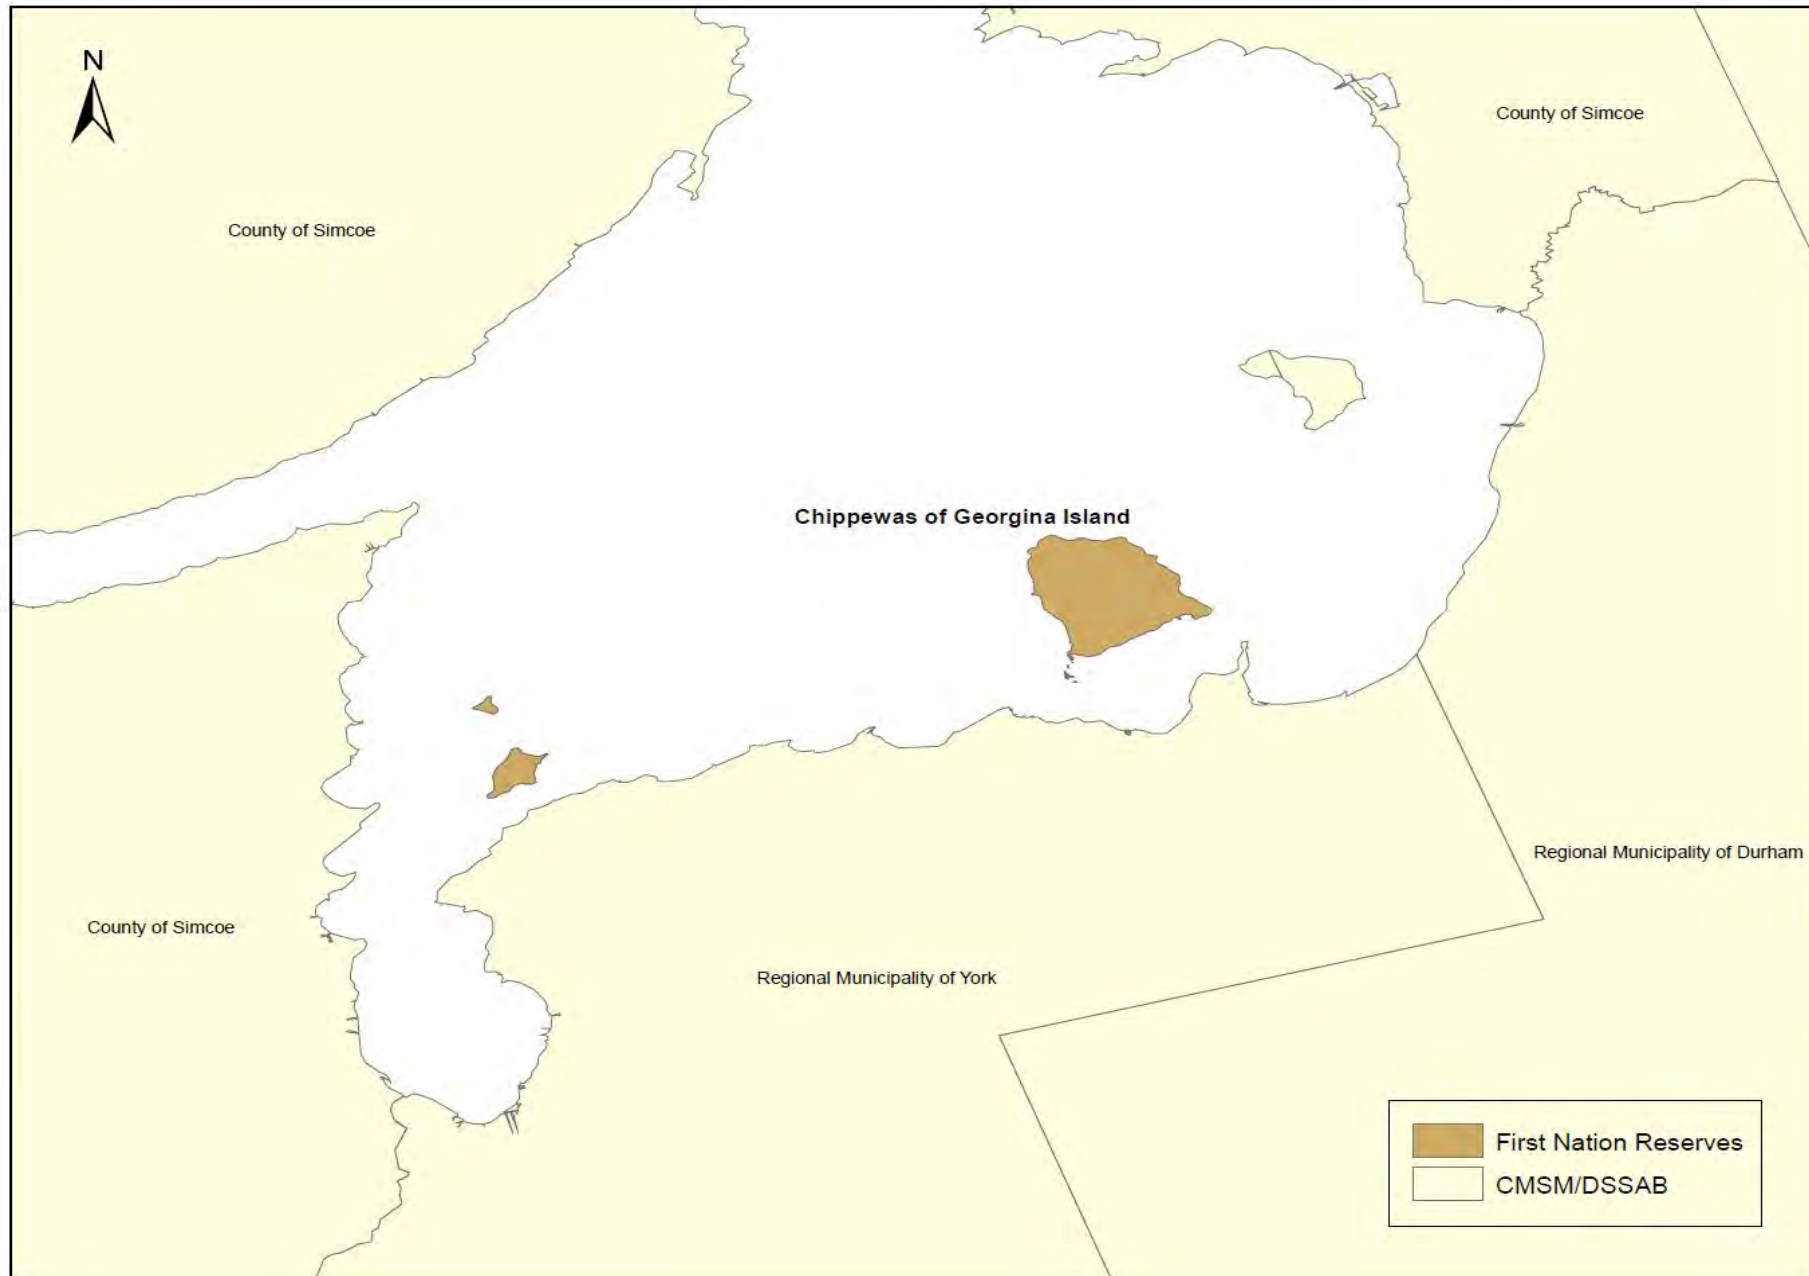 N
County of Simcoe
County of Simcoe
Chippewas of Georgina Island
Regional Municipality of Durham
County of Simcoe
Regional Municipality of York
First Nation Reserves
CMSM/DSSAB